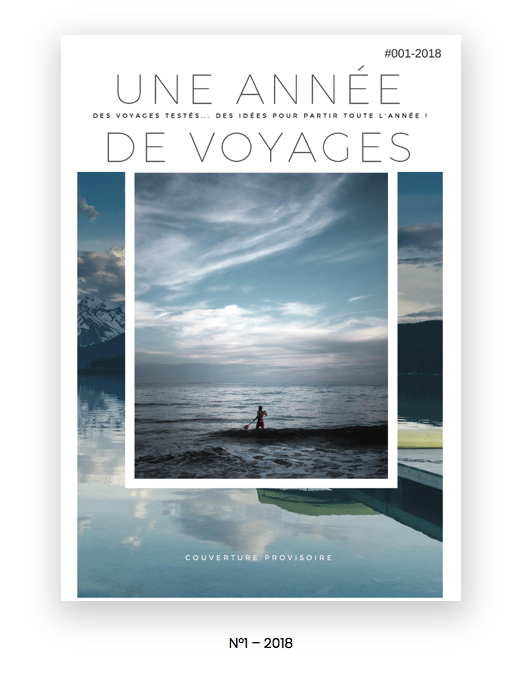 #001-2018
UNE ANNÉE
DES VOYAGES TESTÉS... DES IDÉES POUR PARTIR TOUTE L'ANNÉE !
DE VOYAGES
COUVERTURE PROVISOIRE
N°1 – 2018